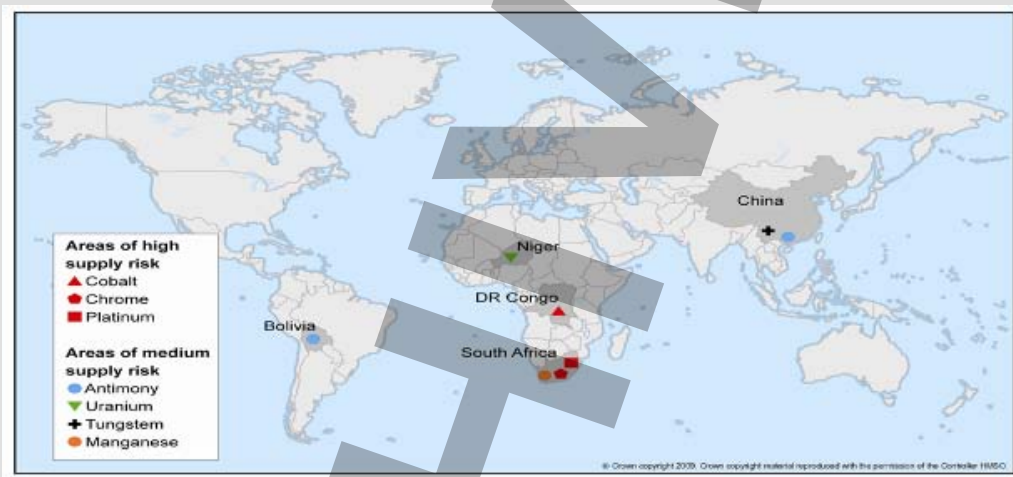 China
Niger
DR Congo
Bolivia
South Africa
Areas of high
supply risk
Cobalt
Chrome
Platinum
Areas of medium
supply risk
Antimony
Uranium
Tungstem
Manganese
© Crown copyright 2009. Crown copyright material reproduced with the permission of the Controller HMSO